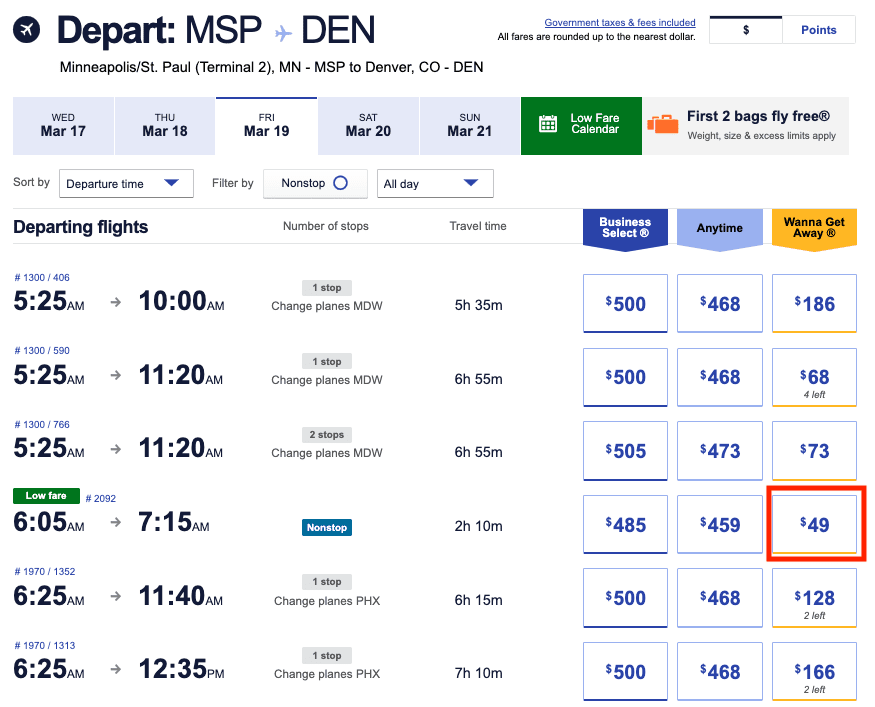 Depart: MSP DEN
Government taxes & fees included
All fares are rounded up to the nearest dollar.
$
Points
Minneapolis/St. Paul (Terminal 2), MN - MSP to Denver, CO - DEN
WED
Mar 17
THU
Mar 18
FRI
Mar 19
SAT
Mar 20
SUN
Mar 21
Low Fare
Calendar
First 2 bags fly free®
Weight, size & excess limits apply
Sort by
Departure time
Filter by
Nonstop
All day
Departing flights
Number of stops
Travel time
Business
Select ®
Anytime
Wanna Get
Away ®
# 1300 / 406
5:25AM → 10:00AM
1 stop
Change planes MDW
5h 35m
$500
$468
$186
# 1300 / 590
5:25AM → 11:20AM
1 stop
Change planes MDW
6h 55m
$500
$468
$68
4 left
# 1300 / 766
5:25AM → 11:20AM
2 stops
Change planes MDW
6h 55m
$505
$473
$73
Low fare
# 2092
6:05AM → 7:15AM
Nonstop
2h 10m
$485
$459
$49
# 1970 / 1352
6:25AM → 11:40AM
1 stop
Change planes PHX
6h 15m
$500
$468
$128
2 left
# 1970 / 1313
6:25AM → 12:35PM
1 stop
Change planes PHX
7h 10m
$500
$468
$166
2 left